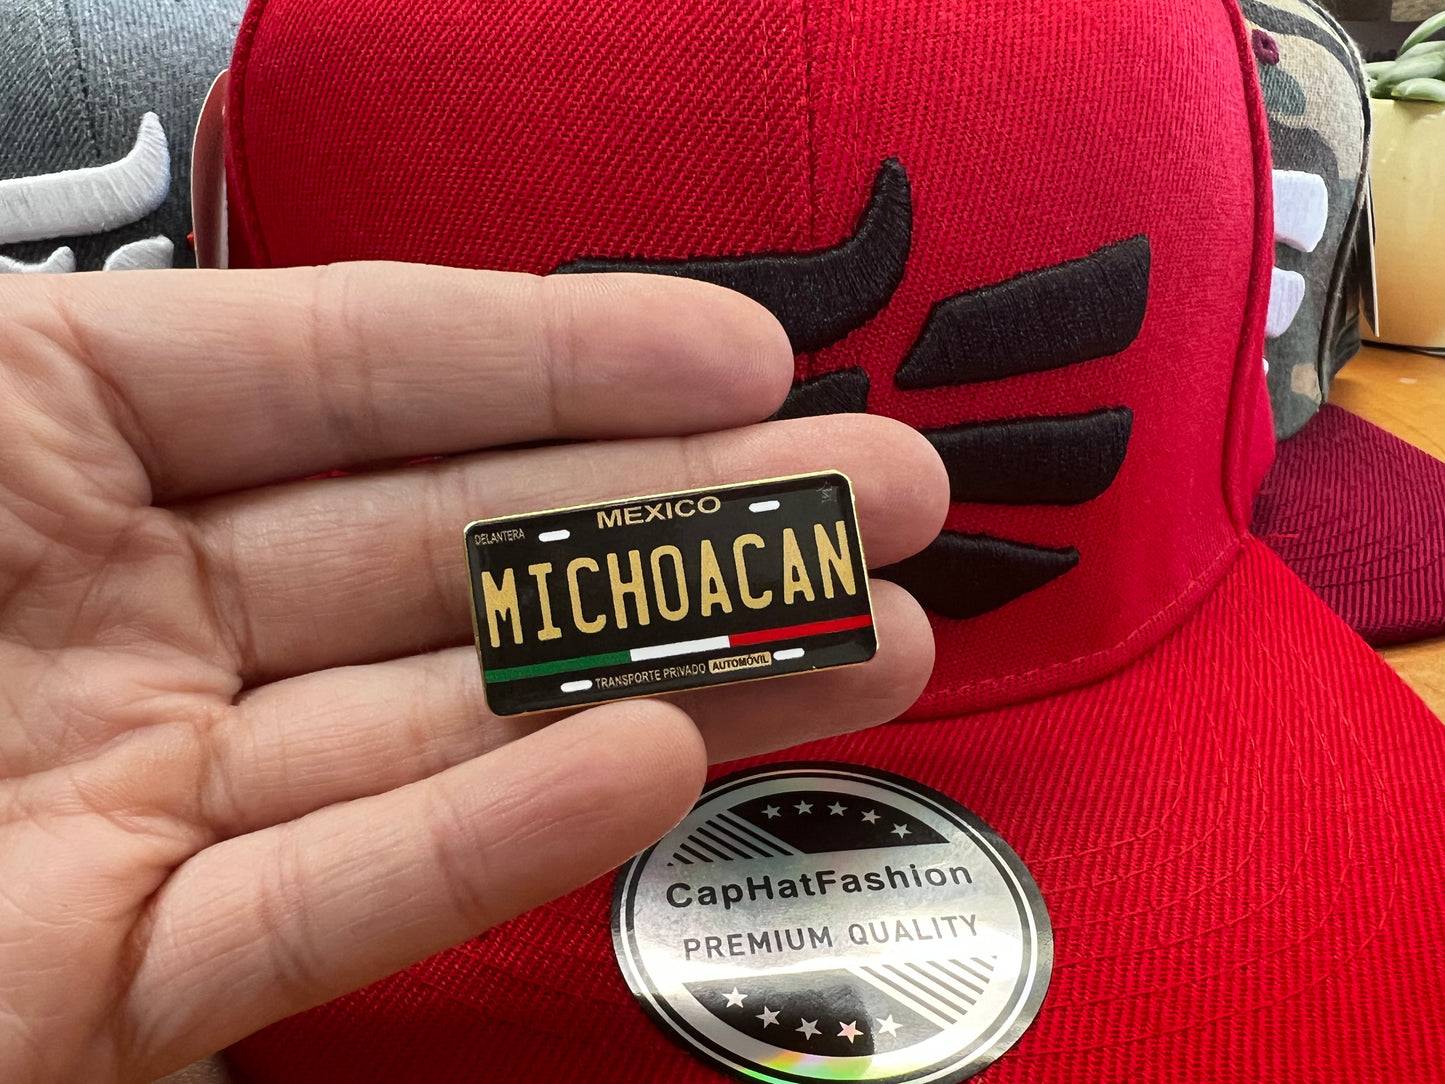 MEXICO
DELANTERA
MICHOACAN
TRANSPORTE PRIVADO AUTOMÓVIL
CapHatFashion
PREMIUM QUALITY